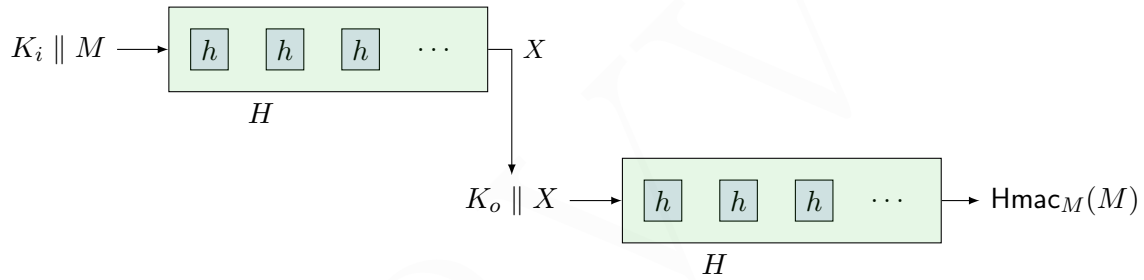 K_i ∥ M
h h h ⋯
X
H
K_o ∥ X
h h h ⋯
Hmac_M(M)
H